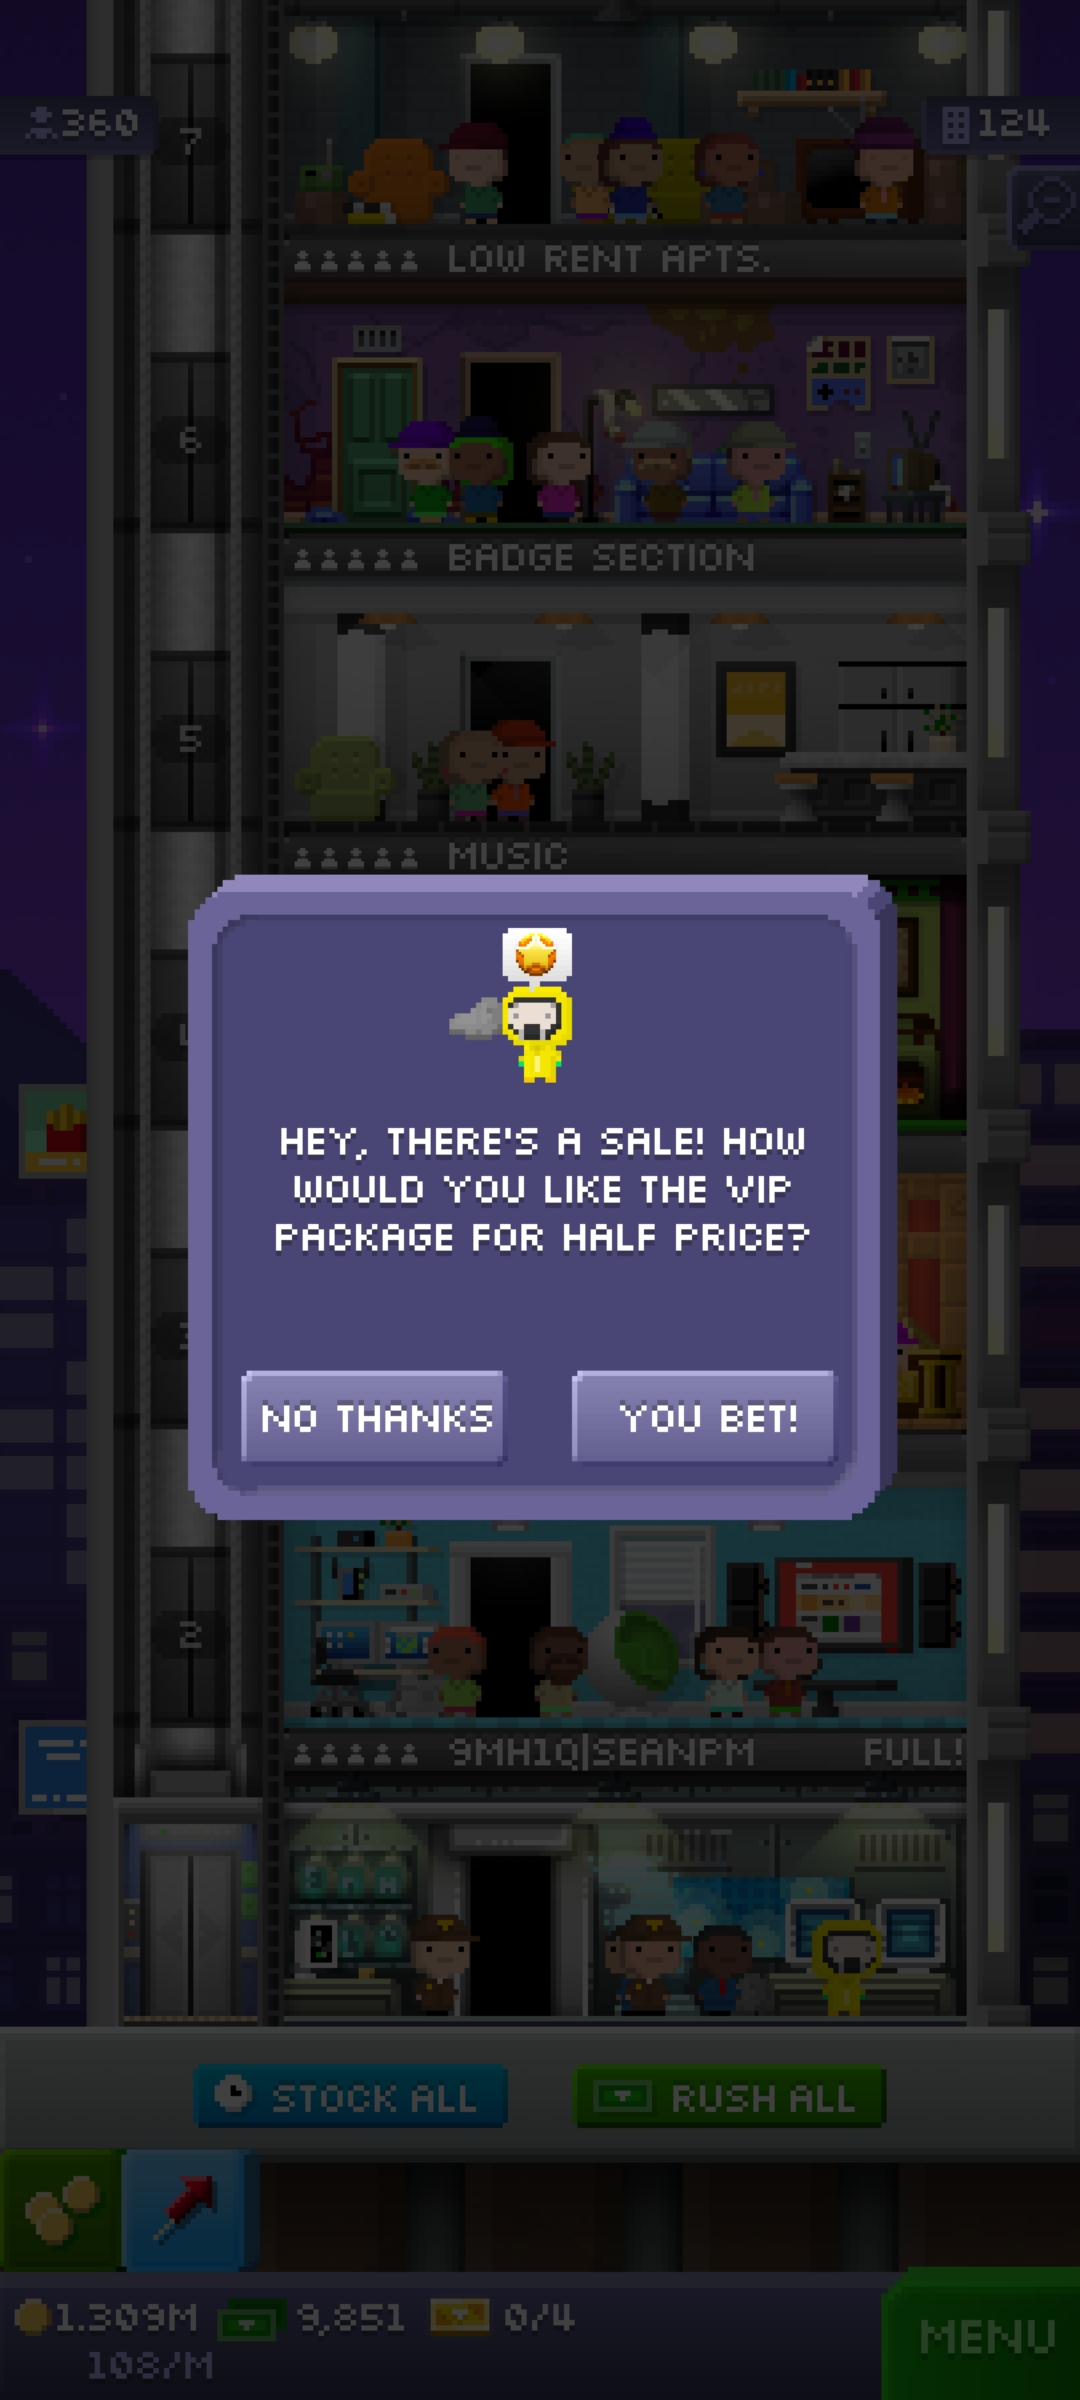 360
7
124
LOW RENT APTS.
6
BADGE SECTION
5
MUSIC
HEY, THERE'S A SALE! HOW
WOULD YOU LIKE THE VIP
PACKAGE FOR HALF PRICE?
NO THANKS
YOU BET!
2
9MH1Q|SEANPM
FULL!
STOCK ALL
RUSH ALL
1.309M
9,851
0/4
108/M
MENU